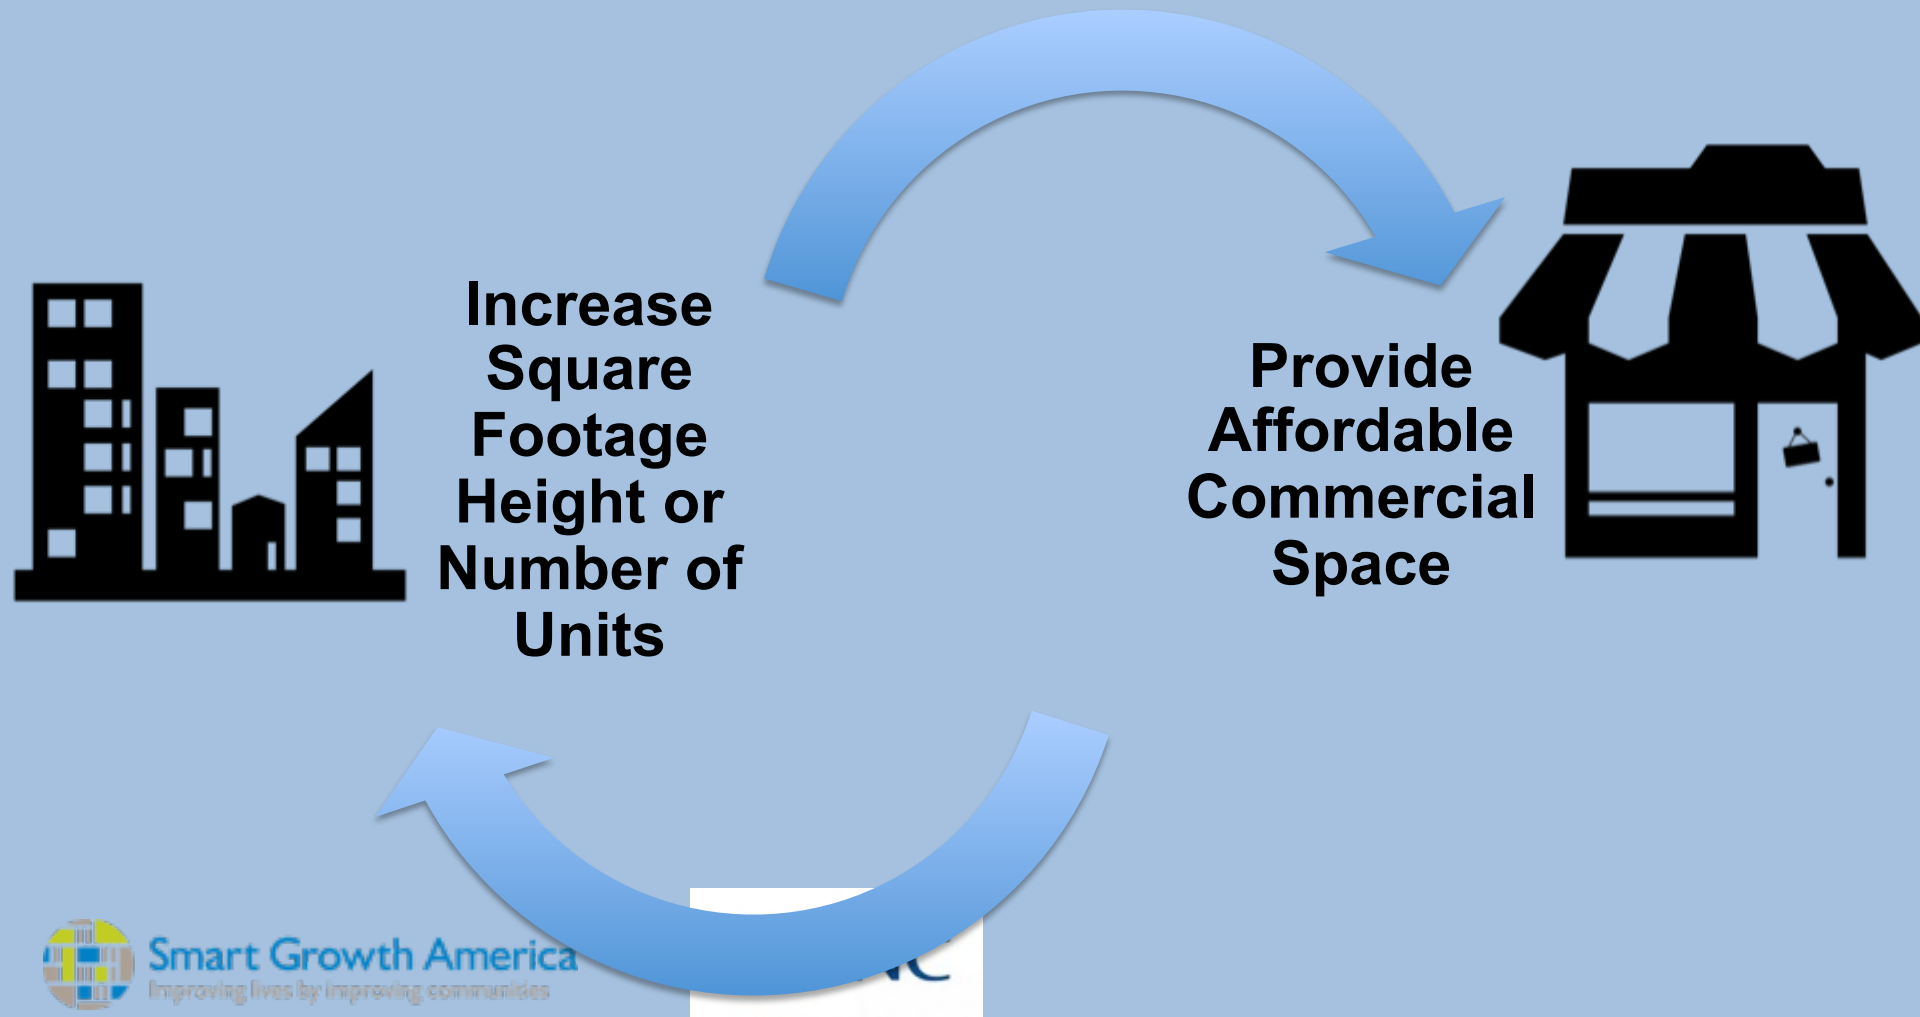 Increase
Square
Footage
Height or
Number of
Units
Provide
Affordable
Commercial
Space
Smart Growth America
Improving lives by improving communities